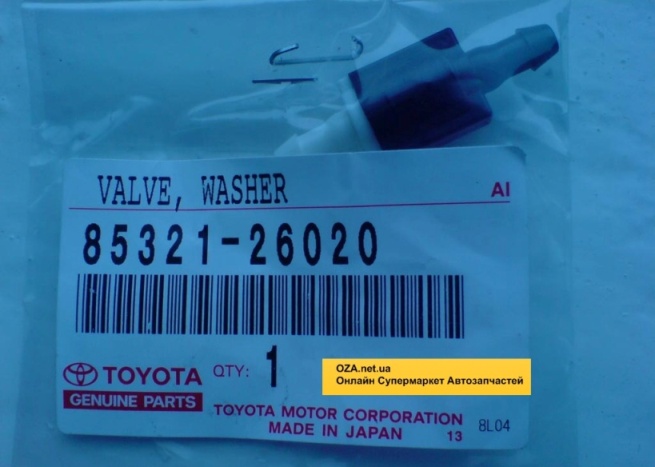 VALVE, WASHER
AI
85321-26020
TOYOTA
QTY: 1
GENUINE PARTS
OZA.net.ua
Онлайн Супермаркет Автозапчастей
TOYOTA MOTOR CORPORATION
MADE IN JAPAN
13
8L04